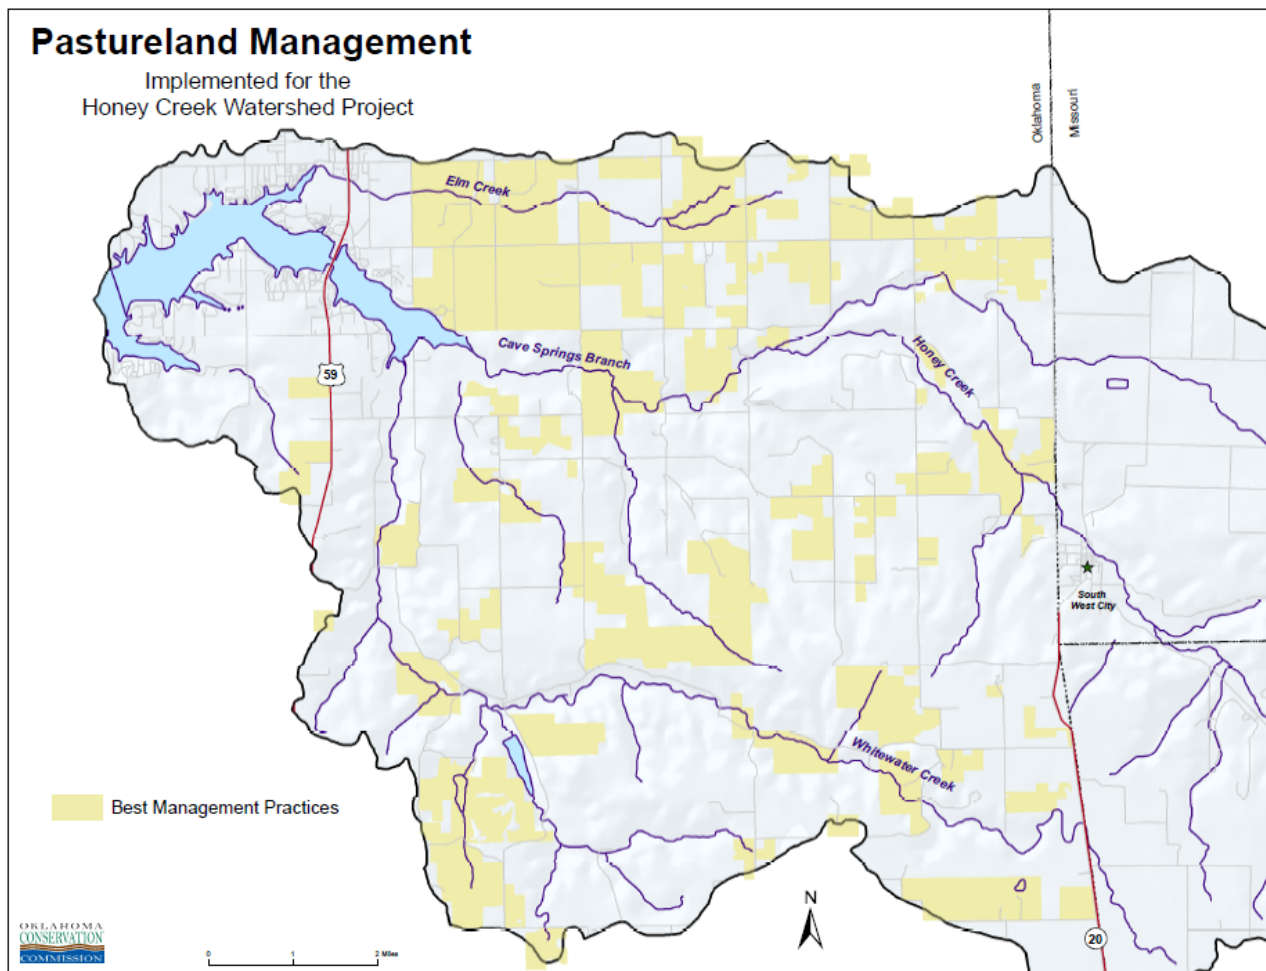 Pastureland Management
Implemented for the
Honey Creek Watershed Project
Oklahoma
Missouri
Elm Creek
Cave Springs Branch
Honey Creek
59
South
West City
Whitewater Creek
Best Management Practices
N
20
OKLAHOMA
CONSERVATION
COMMISSION
0 1 2 Miles